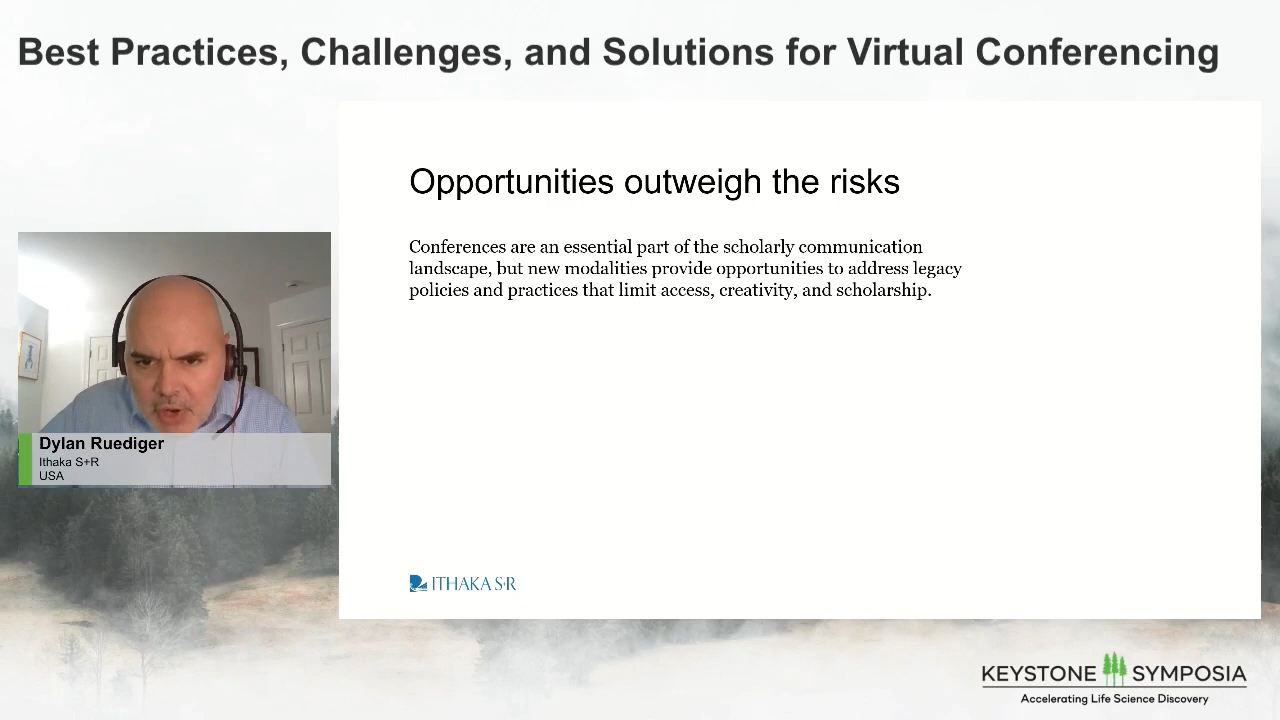 Best Practices, Challenges, and Solutions for Virtual Conferencing
Opportunities outweigh the risks
Conferences are an essential part of the scholarly communication
landscape, but new modalities provide opportunities to address legacy
policies and practices that limit access, creativity, and scholarship.
Dylan Ruediger
Ithaka S+R
USA
ITHAKA S·R
KEYSTONE SYMPOSIA
Accelerating Life Science Discovery